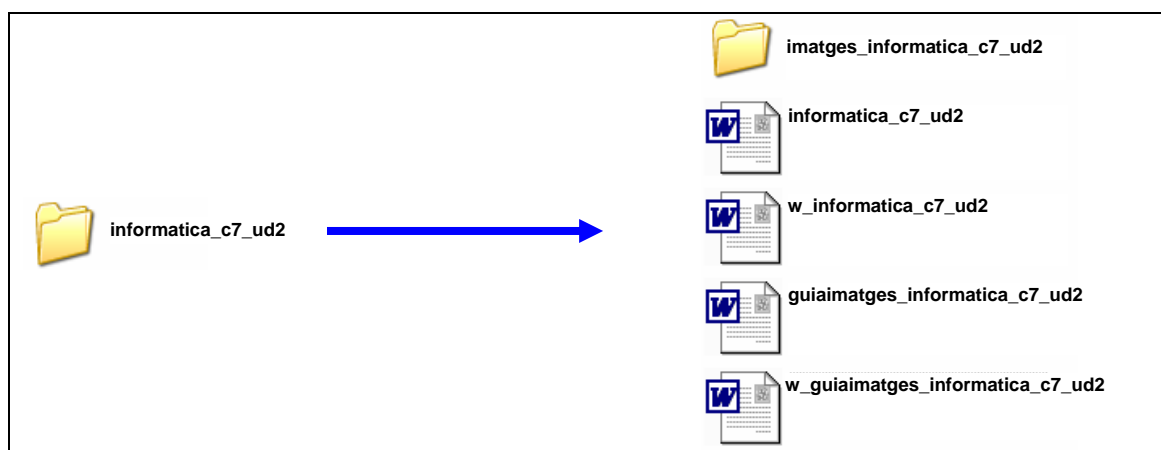 imatges_informatica_c7_ud2
informatica_c7_ud2
w_informatica_c7_ud2
informatica_c7_ud2
guiaimatges_informatica_c7_ud2
w_guiaimatges_informatica_c7_ud2